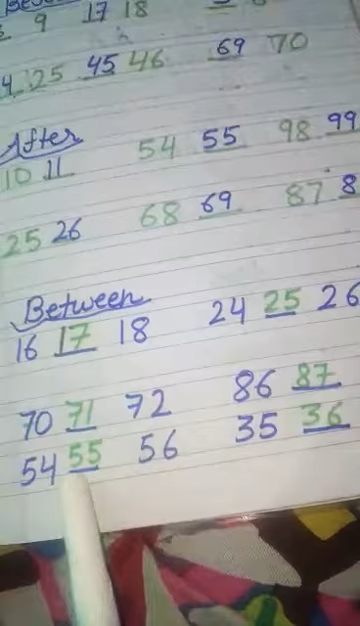 9 17 18
25 45 46 69 70
After
10 11 54 55 98 99
25 26 68 69 87 8
Between
16 17 18 24 25 26
70 71 72 86 87
54 55 56 35 36